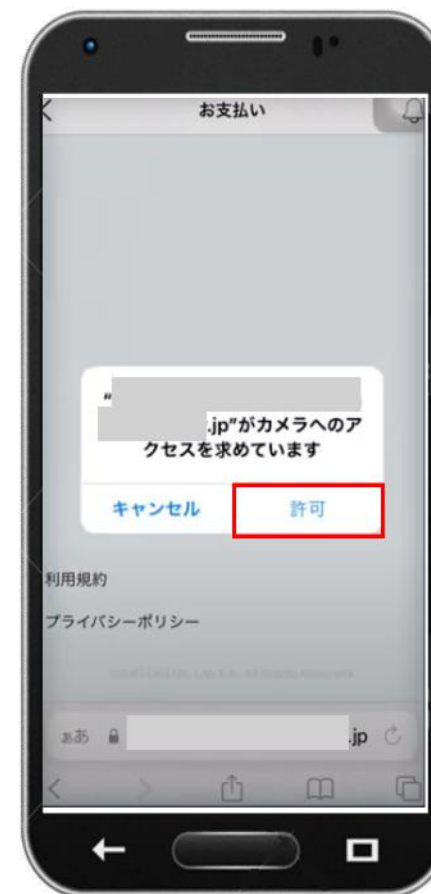 お支払い
“
.jp”がカメラへのア
クセスを求めています
キャンセル
許可
利用規約
プライバシーポリシー
ぁあ
.jp